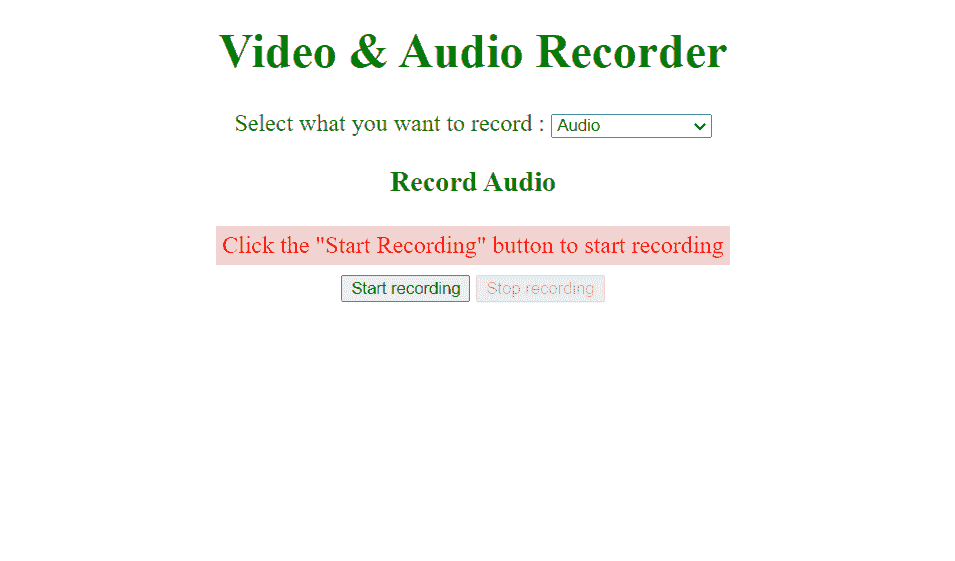 Video & Audio Recorder
Select what you want to record : Audio
Record Audio
Click the "Start Recording" button to start recording
Start recording Stop recording